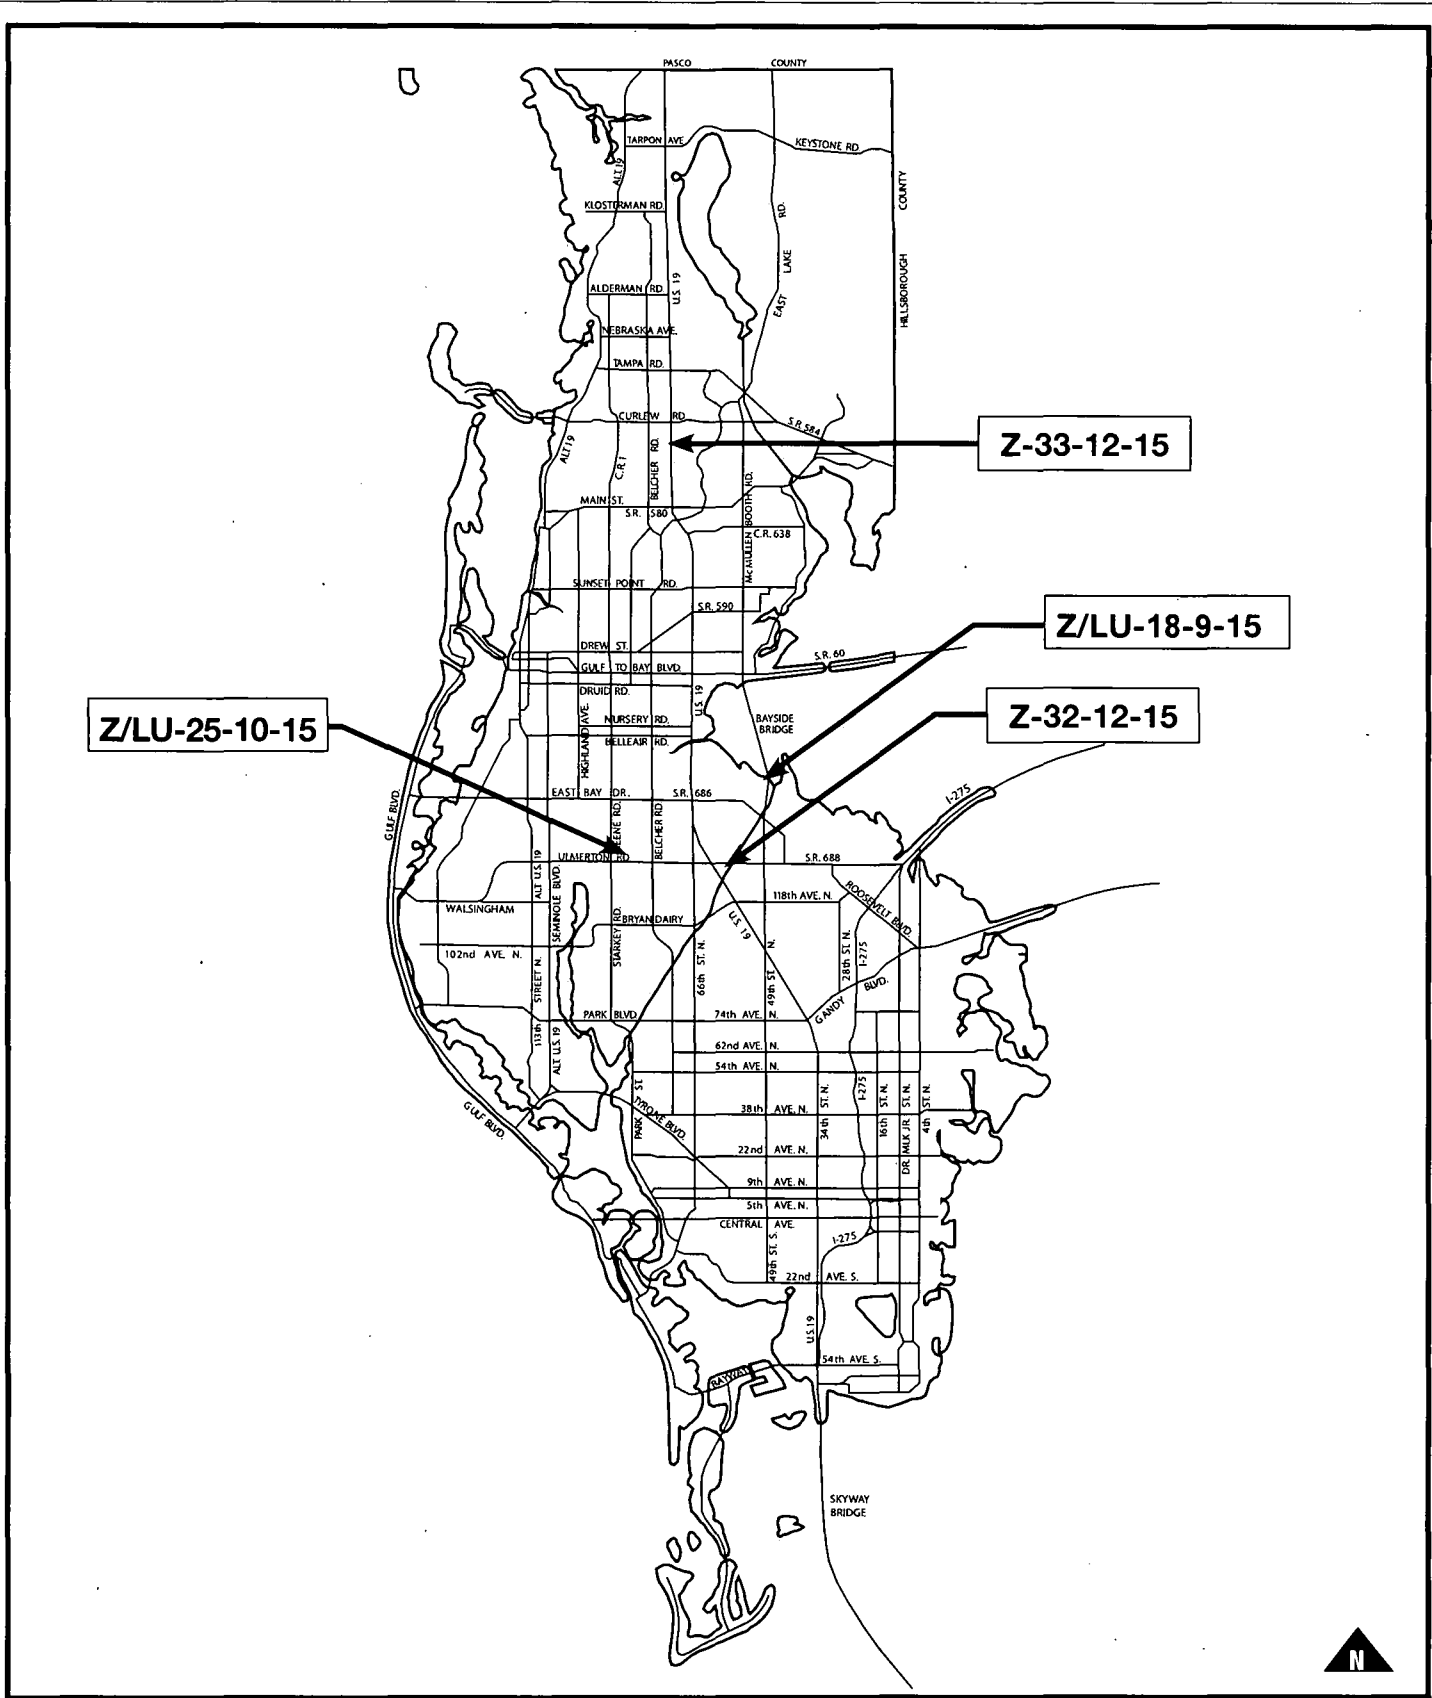 PASCO COUNTY
TARPON AVE.
KEYSTONE RD.
ALT 19
KLOSTERMAN RD.
HILLSBOROUGH COUNTY
EAST LAKE RD.
U.S. 19
ALDERMAN RD.
NEBRASKA AVE.
TAMPA RD.
CURLEW RD
S.R. 584
Z-33-12-15
ALT 19
C.R. 1
BELCHER RD.
MAIN ST.
S.R. 580
McMULLEN BOOTH RD.
C.R. 638
SUNSET POINT RD.
S.R. 590
Z/LU-18-9-15
DREW ST.
S.R. 60
GULF TO BAY BLVD.
DRUID RD.
U.S. 19
Z/LU-25-10-15
HIGHLAND AVE.
NURSERY RD.
BAYSIDE
BRIDGE
Z-32-12-15
BELLEAIR RD.
EAST BAY DR.
S.R. 686
I-275
GULF BLVD.
KEENE RD.
BELCHER RD.
ULMERTON RD
S.R. 688
ALT U.S. 19
SEMINOLE BLVD.
118th AVE. N.
ROOSEVELT BLVD.
WALSINGHAM
STARKEY RD.
BRYAN DAIRY
U.S. 19
102nd AVE. N.
66th ST. N.
49th ST. N.
28th ST. N.
I-275
GANDY BLVD.
113th STREET N.
ALT U.S. 19
PARK BLVD
74th AVE. N.
62nd AVE. N.
54th AVE. N.
GULF BLVD.
PARK ST.
TYRONE BLVD.
38th AVE. N.
34th ST. N.
I-275
16th ST. N.
DR. MLK JR ST. N.
4th ST. N.
22nd AVE. N.
9th AVE. N.
5th AVE. N.
CENTRAL AVE.
I-275
49th ST. S.
22nd AVE. S.
U.S. 19
54th AVE. S.
BAYWAY
SKYWAY
BRIDGE
N